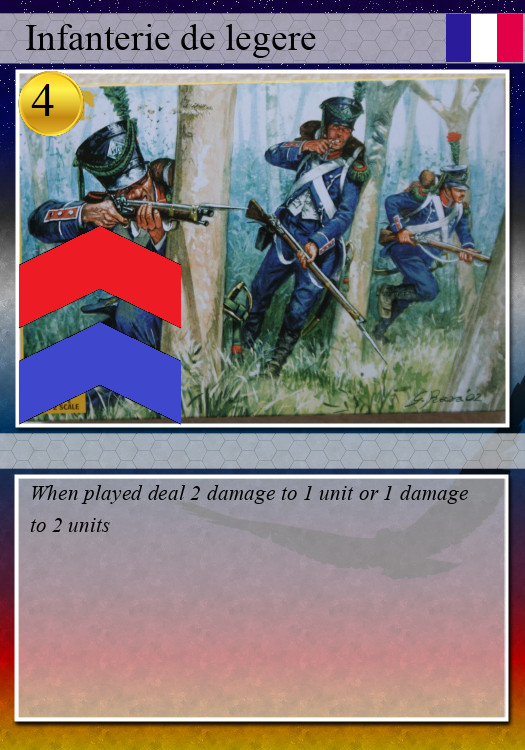 Infanterie de legere
4
SCALE
When played deal 2 damage to 1 unit or 1 damage
to 2 units